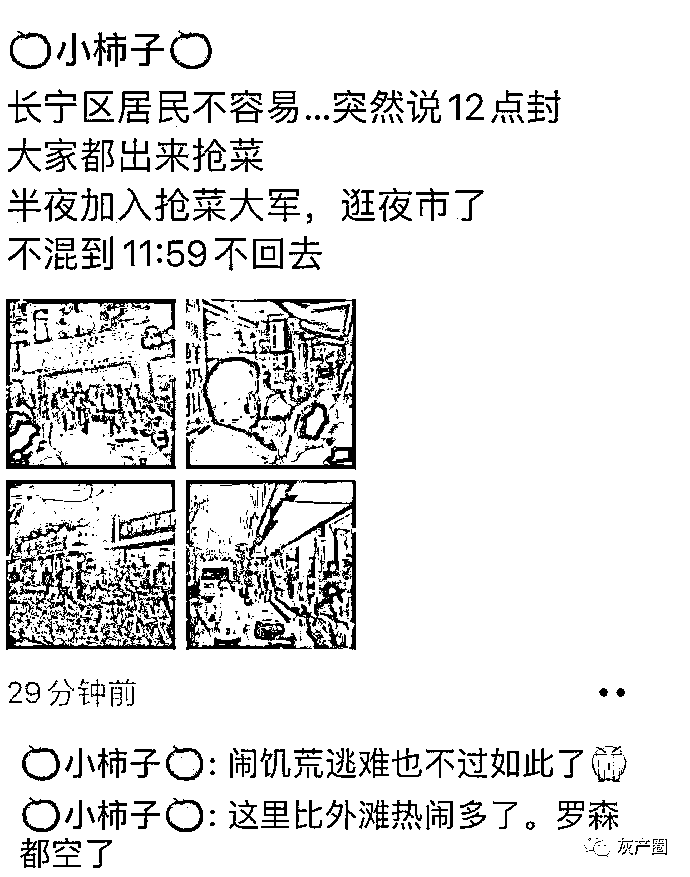 小柿子
长宁区居民不容易...突然说12点封
大家都出来抢菜
半夜加入抢菜大军，逛夜市了
不混到11:59不回去
29分钟前
小柿子：闹饥荒逃难也不过如此了
小柿子：这里比外滩热闹多了。罗森
都空了
灰产圈